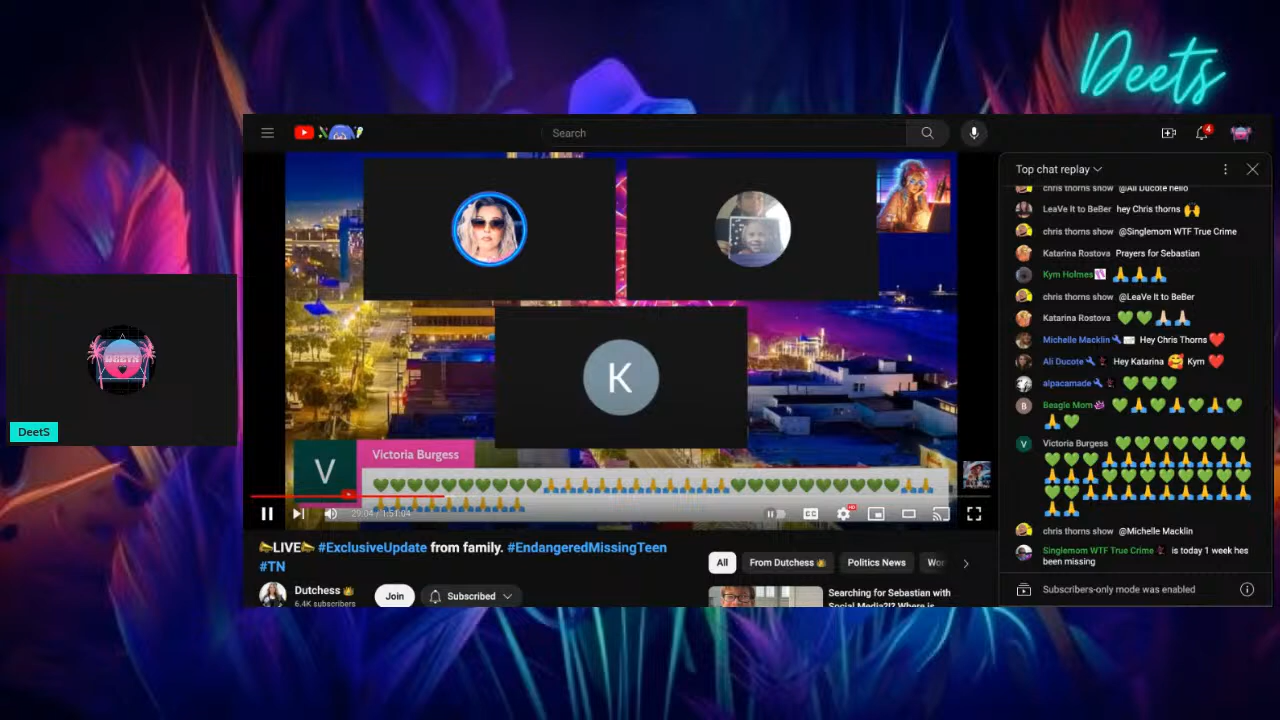 Deets
Search
4
DEETS
DeetS
K
V
Victoria Burgess
29:04 / 1:51:04
CC
HD
LIVE #ExclusiveUpdate from family. #EndangeredMissingTeen
#TN
Dutchess
6.4K subscribers
Join
Subscribed
All
From Dutchess
Politics News
Wor
Searching for Sebastian with
Social Media?!? Where is
Top chat replay
chris thorns show @Ali Ducote hello
LeaVe It to BeBer hey Chris thorns 🙌
chris thorns show @Singlemom WTF True Crime
Katarina Rostova Prayers for Sebastian
Kym Holmes 🙏🙏🙏
chris thorns show @LeaVe It to BeBer
Katarina Rostova 💚💚🙏🙏
Michelle Macklin Hey Chris Thorns ❤️
Ali Ducote Hey Katarina 🥰 Kym ❤️
alpacamade 💚💚💚
B
Beagle Mom 💚🙏💚🙏💚🙏💚
🙏💚
V
Victoria Burgess
chris thorns show @Michelle Macklin
Singlemom WTF True Crime is today 1 week hes
been missing
Subscribers-only mode was enabled